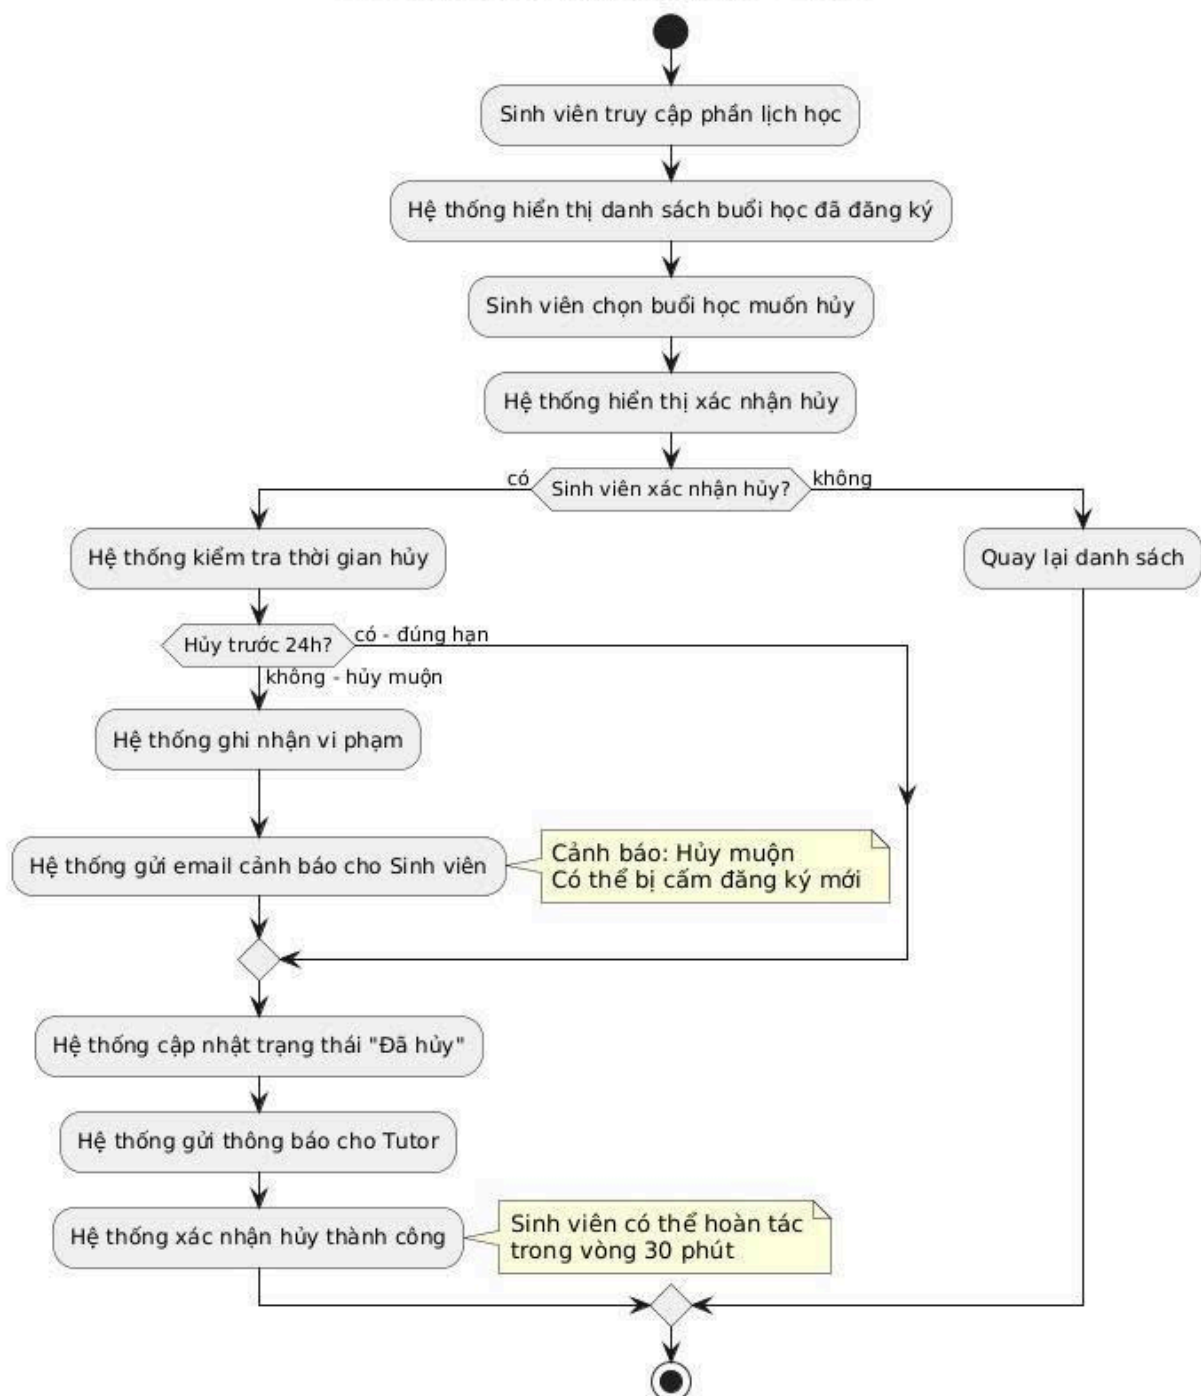 Sinh viên truy cập phần lịch học
Hệ thống hiển thị danh sách buổi học đã đăng ký
Sinh viên chọn buổi học muốn hủy
Hệ thống hiển thị xác nhận hủy
có
Sinh viên xác nhận hủy?
không
Hệ thống kiểm tra thời gian hủy
Quay lại danh sách
Hủy trước 24h?
có - đúng hạn
không - hủy muộn
Hệ thống ghi nhận vi phạm
Hệ thống gửi email cảnh báo cho Sinh viên
Cảnh báo: Hủy muộn
Có thể bị cấm đăng ký mới
Hệ thống cập nhật trạng thái "Đã hủy"
Hệ thống gửi thông báo cho Tutor
Hệ thống xác nhận hủy thành công
Sinh viên có thể hoàn tác
trong vòng 30 phút